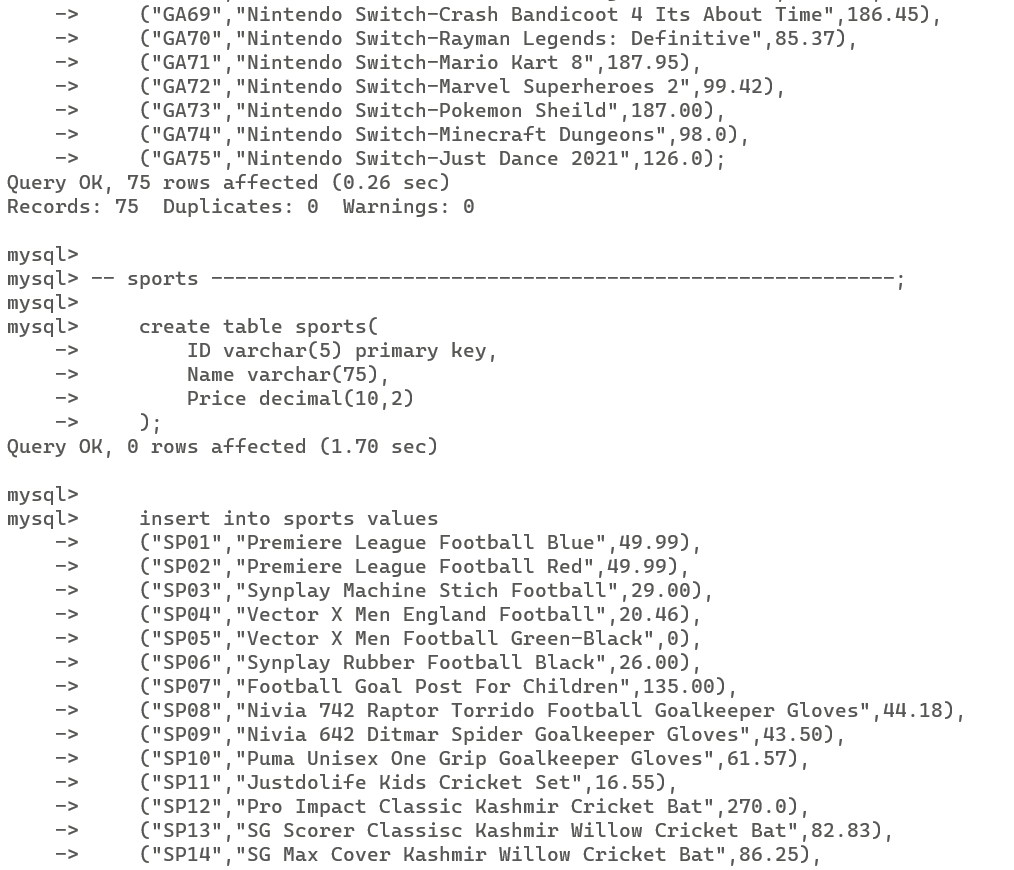 ->     ("GA69","Nintendo Switch-Crash Bandicoot 4 Its About Time",186.45),
    ->     ("GA70","Nintendo Switch-Rayman Legends: Definitive",85.37),
    ->     ("GA71","Nintendo Switch-Mario Kart 8",187.95),
    ->     ("GA72","Nintendo Switch-Marvel Superheroes 2",99.42),
    ->     ("GA73","Nintendo Switch-Pokemon Sheild",187.00),
    ->     ("GA74","Nintendo Switch-Minecraft Dungeons",98.0),
    ->     ("GA75","Nintendo Switch-Just Dance 2021",126.0);
Query OK, 75 rows affected (0.26 sec)
Records: 75  Duplicates: 0  Warnings: 0

mysql>
mysql> -- sports ---------------------------------------------------------;
mysql>
mysql>     create table sports(
    ->         ID varchar(5) primary key,
    ->         Name varchar(75),
    ->         Price decimal(10,2)
    ->     );
Query OK, 0 rows affected (1.70 sec)

mysql>
mysql>     insert into sports values
    ->     ("SP01","Premiere League Football Blue",49.99),
    ->     ("SP02","Premiere League Football Red",49.99),
    ->     ("SP03","Synplay Machine Stich Football",29.00),
    ->     ("SP04","Vector X Men England Football",20.46),
    ->     ("SP05","Vector X Men Football Green-Black",0),
    ->     ("SP06","Synplay Rubber Football Black",26.00),
    ->     ("SP07","Football Goal Post For Children",135.00),
    ->     ("SP08","Nivia 742 Raptor Torrido Football Goalkeeper Gloves",44.18),
    ->     ("SP09","Nivia 642 Ditmar Spider Goalkeeper Gloves",43.50),
    ->     ("SP10","Puma Unisex One Grip Goalkeeper Gloves",61.57),
    ->     ("SP11","Justdolife Kids Cricket Set",16.55),
    ->     ("SP12","Pro Impact Classic Kashmir Cricket Bat",270.0),
    ->     ("SP13","SG Scorer Classisc Kashmir Willow Cricket Bat",82.83),
    ->     ("SP14","SG Max Cover Kashmir Willow Cricket Bat",86.25),